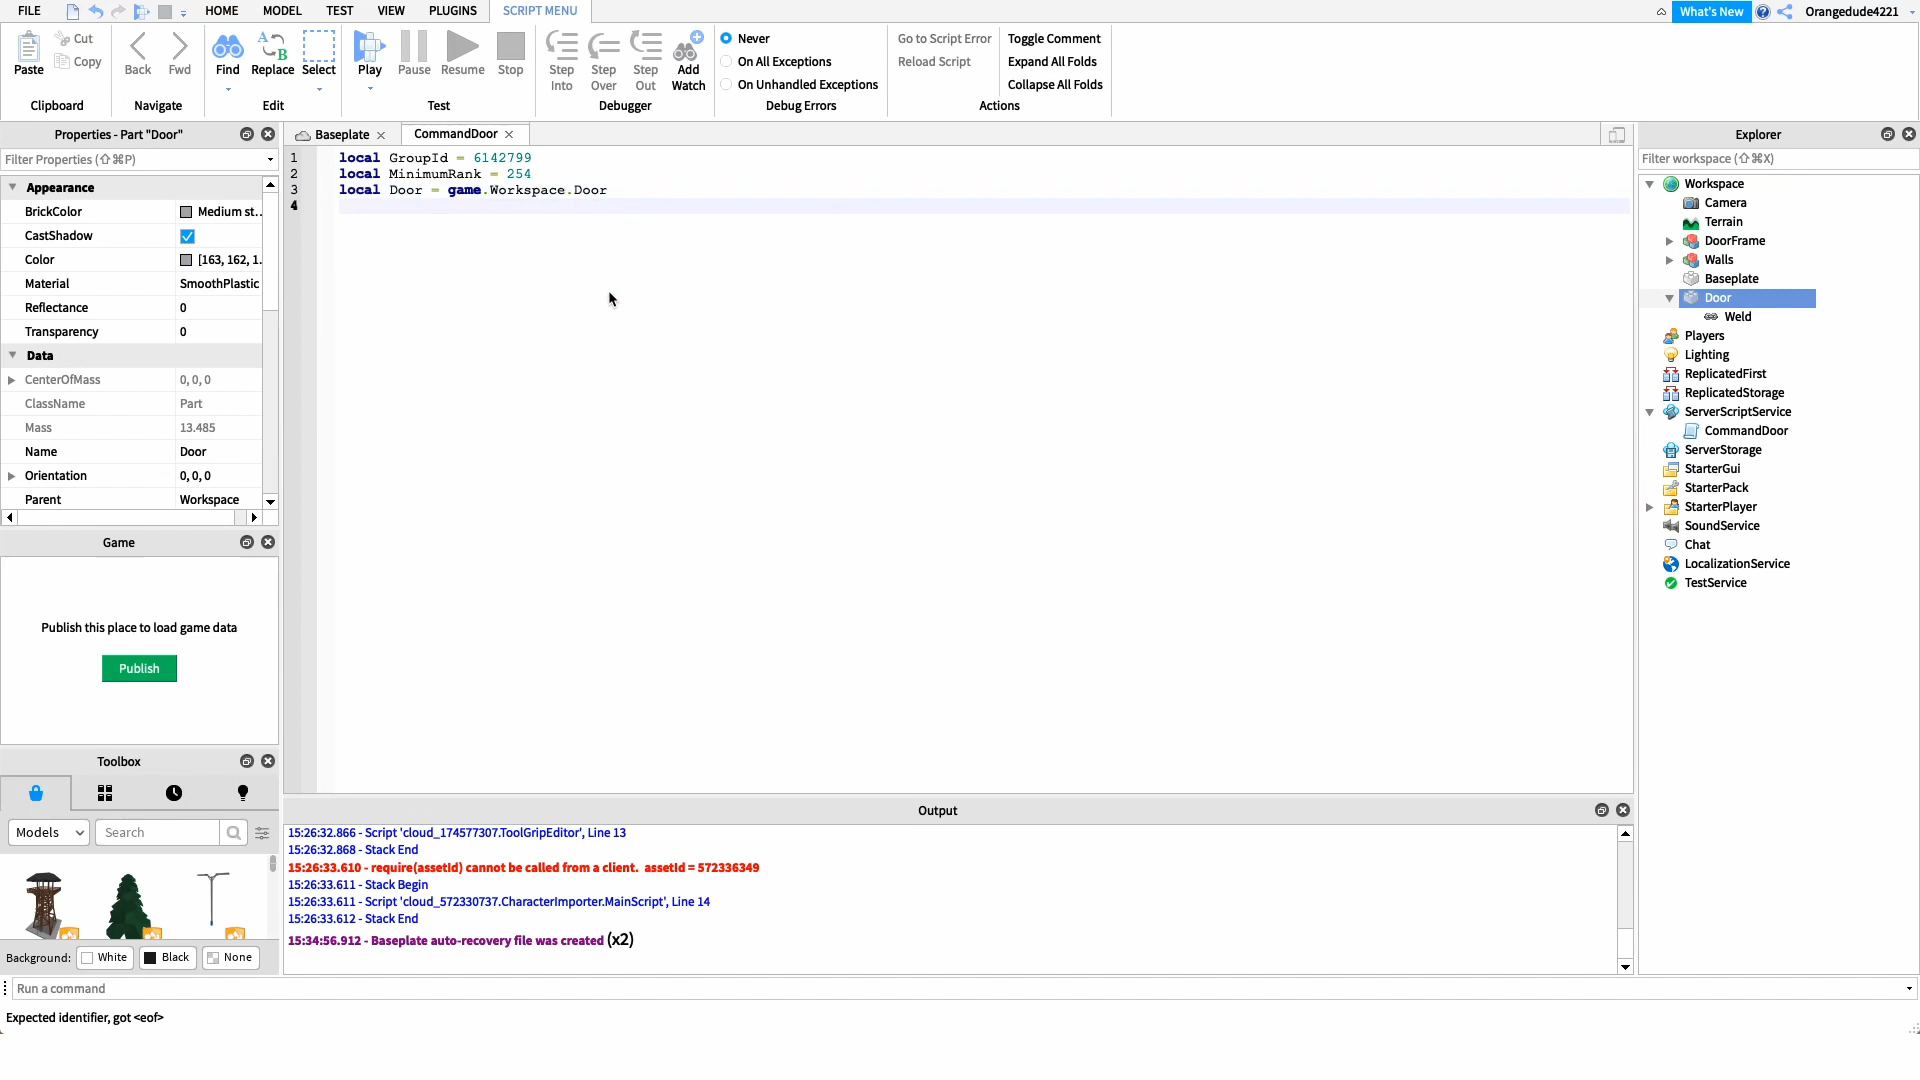 FILE HOME MODEL TEST VIEW PLUGINS SCRIPT MENU What's New Orangedude4221
Paste Cut Copy Back Fwd Find Replace Select Play Pause Resume Stop Step Into Step Over Step Out Add Watch
Never
On All Exceptions
On Unhandled Exceptions
Go to Script Error
Reload Script
Toggle Comment
Expand All Folds
Collapse All Folds
Clipboard Navigate Edit Test Debugger Debug Errors Actions
Properties - Part "Door"
Filter Properties (⇧⌘P)
Appearance
BrickColor Medium st..
CastShadow
Color [163, 162, 1.
Material SmoothPlastic
Reflectance 0
Transparency 0
Data
CenterOfMass 0, 0, 0
ClassName Part
Mass 13.485
Name Door
Orientation 0, 0, 0
Parent Workspace
Game
Publish this place to load game data
Publish
Toolbox
Models Search
Background: White Black None
Baseplate CommandDoor
1 local GroupId = 6142799
2 local MinimumRank = 254
3 local Door = game.Workspace.Door
4
Output
15:26:32.866 - Script 'cloud_174577307.ToolGripEditor', Line 13
15:26:32.868 - Stack End
15:26:33.610 - require(assetId) cannot be called from a client. assetId = 572336349
15:26:33.611 - Stack Begin
15:26:33.611 - Script 'cloud_572330737.CharacterImporter.MainScript', Line 14
15:26:33.612 - Stack End
15:34:56.912 - Baseplate auto-recovery file was created (x2)
Explorer
Filter workspace (⇧⌘X)
Workspace
Camera
Terrain
DoorFrame
Walls
Baseplate
Door
Weld
Players
Lighting
ReplicatedFirst
ReplicatedStorage
ServerScriptService
CommandDoor
ServerStorage
StarterGui
StarterPack
StarterPlayer
SoundService
Chat
LocalizationService
TestService
Run a command
Expected identifier, got <eof>